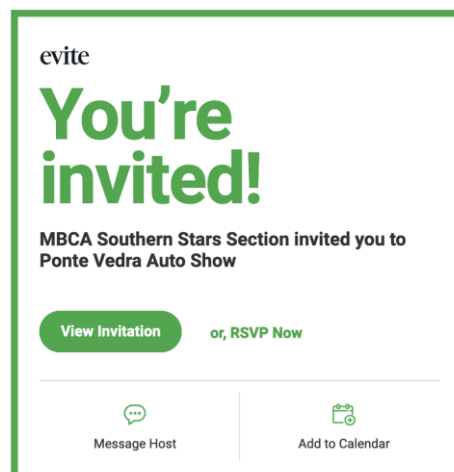 evite
You’re
invited!
MBCA Southern Stars Section invited you to
Ponte Vedra Auto Show
View Invitation
or, RSVP Now
Message Host
Add to Calendar